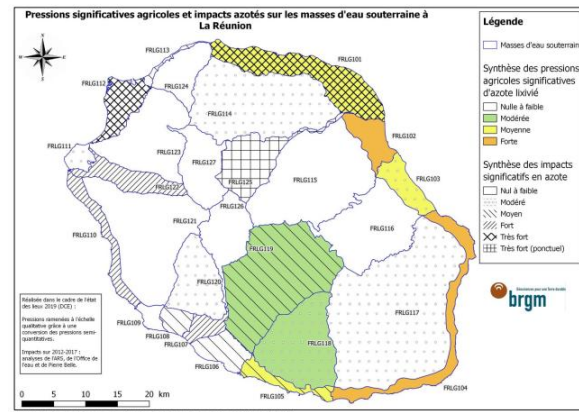 Pressions significatives agricoles et impacts azotés sur les masses d'eau souterraine à
La Réunion
Légende
Masses d'eau souterrain
Synthèse des pressions
agricoles significatives
d'azote lixivié
Nulle à faible
Modérée
Moyenne
Forte
Synthèse des impacts
significatifs en azote
Nul à faible
Modéré
Moyen
Fort
Très fort
Très fort (ponctuel)
brgm
FRLG113
FRLG101
FRLG112
FRLG124
FRLG114
FRLG102
FRLG111
FRLG123
FRLG127
FRLG103
FRLG122
FRLG125
FRLG115
FRLG126
FRLG110
FRLG121
FRLG116
FRLG119
FRLG120
FRLG117
FRLG109
FRLG108
FRLG107
FRLG118
FRLG106
FRLG105
FRLG104
Réalisée dans le cadre de l'état
des lieux 2019 (DCE) :
Pressions ramenées à l'échelle
qualitative grâce à une
conversion des pressions semi-
quantitatives.
Impacts sur 2012-2017 :
analyses de l'ARS, de l'Office de
l'eau et de Pierre Belle.
0 5 10 15 20 km